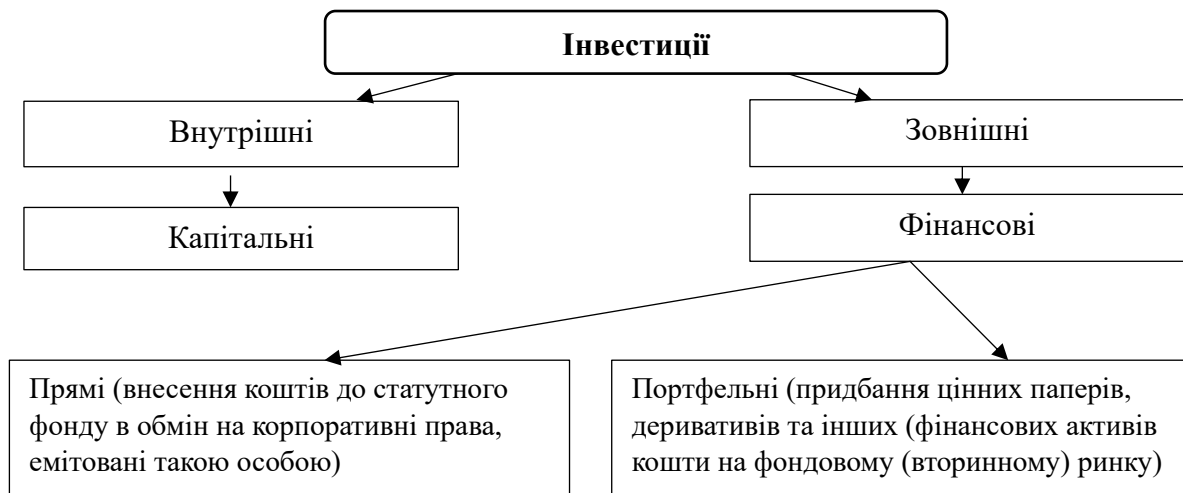 Інвестиції
Внутрішні
Зовнішні
Капітальні
Фінансові
Прямі (внесення коштів до статутного
фонду в обмін на корпоративні права,
емітовані такою особою)
Портфельні (придбання цінних паперів,
деривативів та інших (фінансових активів
кошти на фондовому (вторинному) ринку)